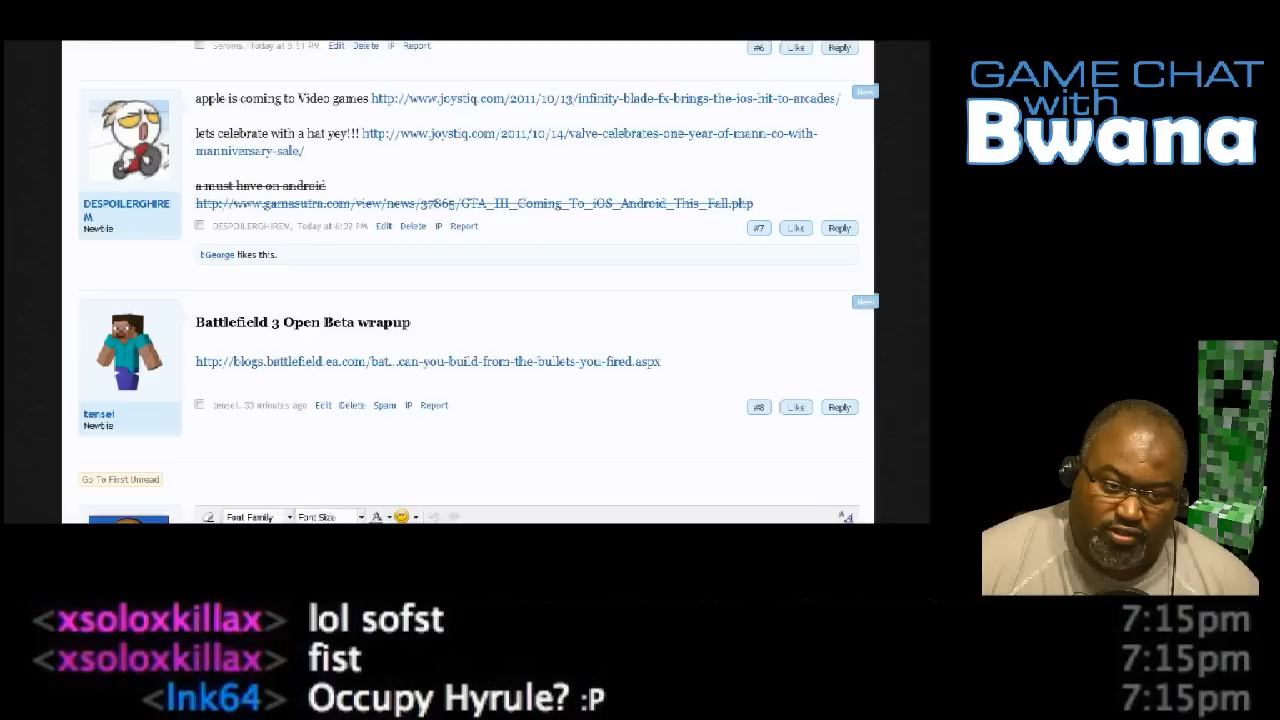 Seroms, Today at 5:51 PM Edit Delete IP Report #6 Like Reply
GAME CHAT
with
Bwana
New
apple is coming to Video games http://www.joystiq.com/2011/10/13/infinity-blade-fx-brings-the-ios-hit-to-arcades/
lets celebrate with a hat yey!!! http://www.joystiq.com/2011/10/14/valve-celebrates-one-year-of-mann-co-with-
manniversary-sale/
a must have on android
http://www.gamasutra.com/view/news/37865/GTA_III_Coming_To_iOS_Android_This_Fall.php
DESPOILERGHIRE
M
Newbie
DESPOILERGHIREM, Today at 6:02 PM Edit Delete IP Report #7 Like Reply
bGeorge likes this.
New
Battlefield 3 Open Beta wrapup
http://blogs.battlefield.ea.com/bat...can-you-build-from-the-bullets-you-fired.aspx
tensei
Newbie
tensei, 33 minutes ago Edit Delete Spam IP Report #8 Like Reply
Go To First Unread
Font Family Font Size A
<xsoloxkillax> lol sofst 7:15pm
<xsoloxkillax> fist 7:15pm
<lnk64> Occupy Hyrule? :P 7:15pm